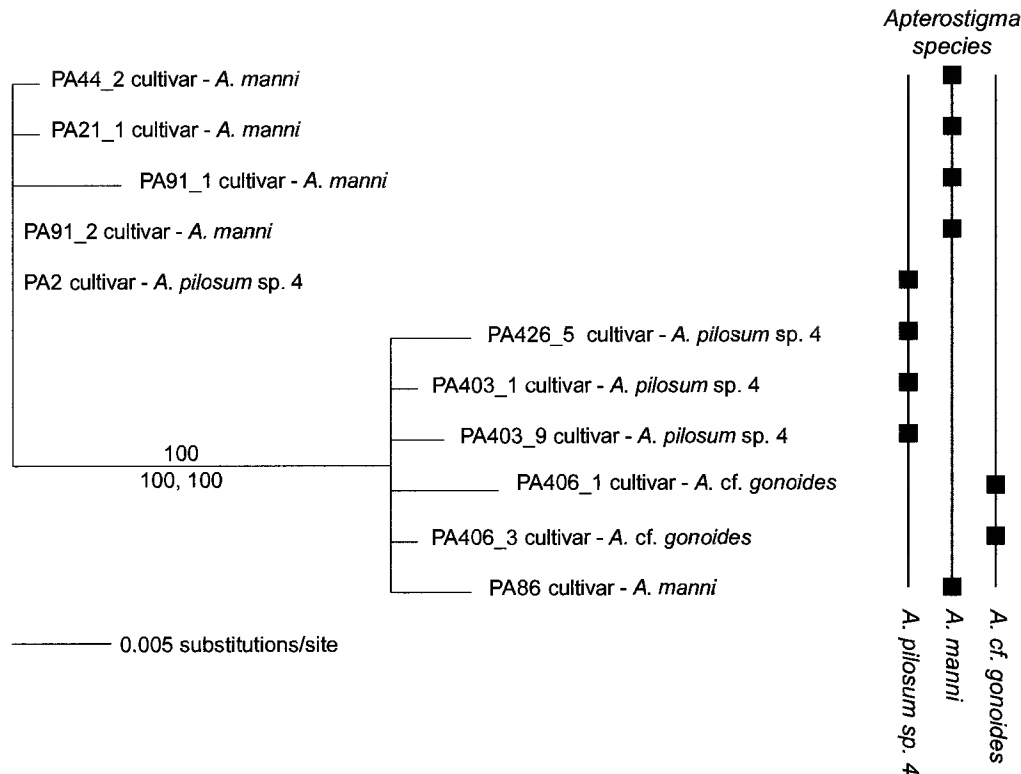 Apterostigma
species
PA44_2 cultivar - A. manni
PA21_1 cultivar - A. manni
PA91_1 cultivar - A. manni
PA91_2 cultivar - A. manni
PA2 cultivar - A. pilosum sp. 4
PA426_5 cultivar - A. pilosum sp. 4
PA403_1 cultivar - A. pilosum sp. 4
PA403_9 cultivar - A. pilosum sp. 4
100
100, 100
PA406_1 cultivar - A. cf. gonoides
PA406_3 cultivar - A. cf. gonoides
PA86 cultivar - A. manni
0.005 substitutions/site
A. pilosum sp. 4
A. manni
A. cf. gonoides